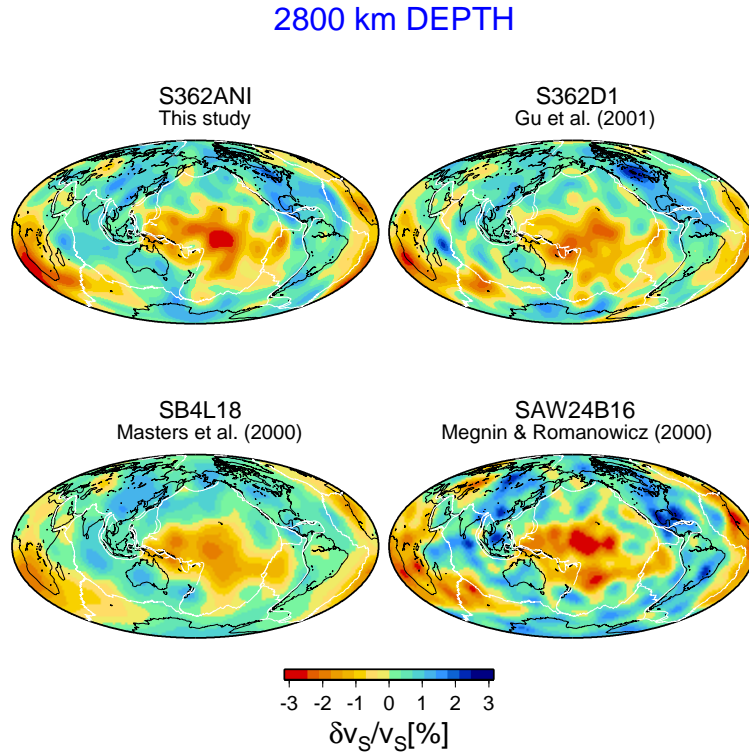 2800 km DEPTH
S362ANI
This study
S362D1
Gu et al. (2001)
SB4L18
Masters et al. (2000)
SAW24B16
Megnin & Romanowicz (2000)
-3 -2 -1 0 1 2 3
δvS/vS[%]